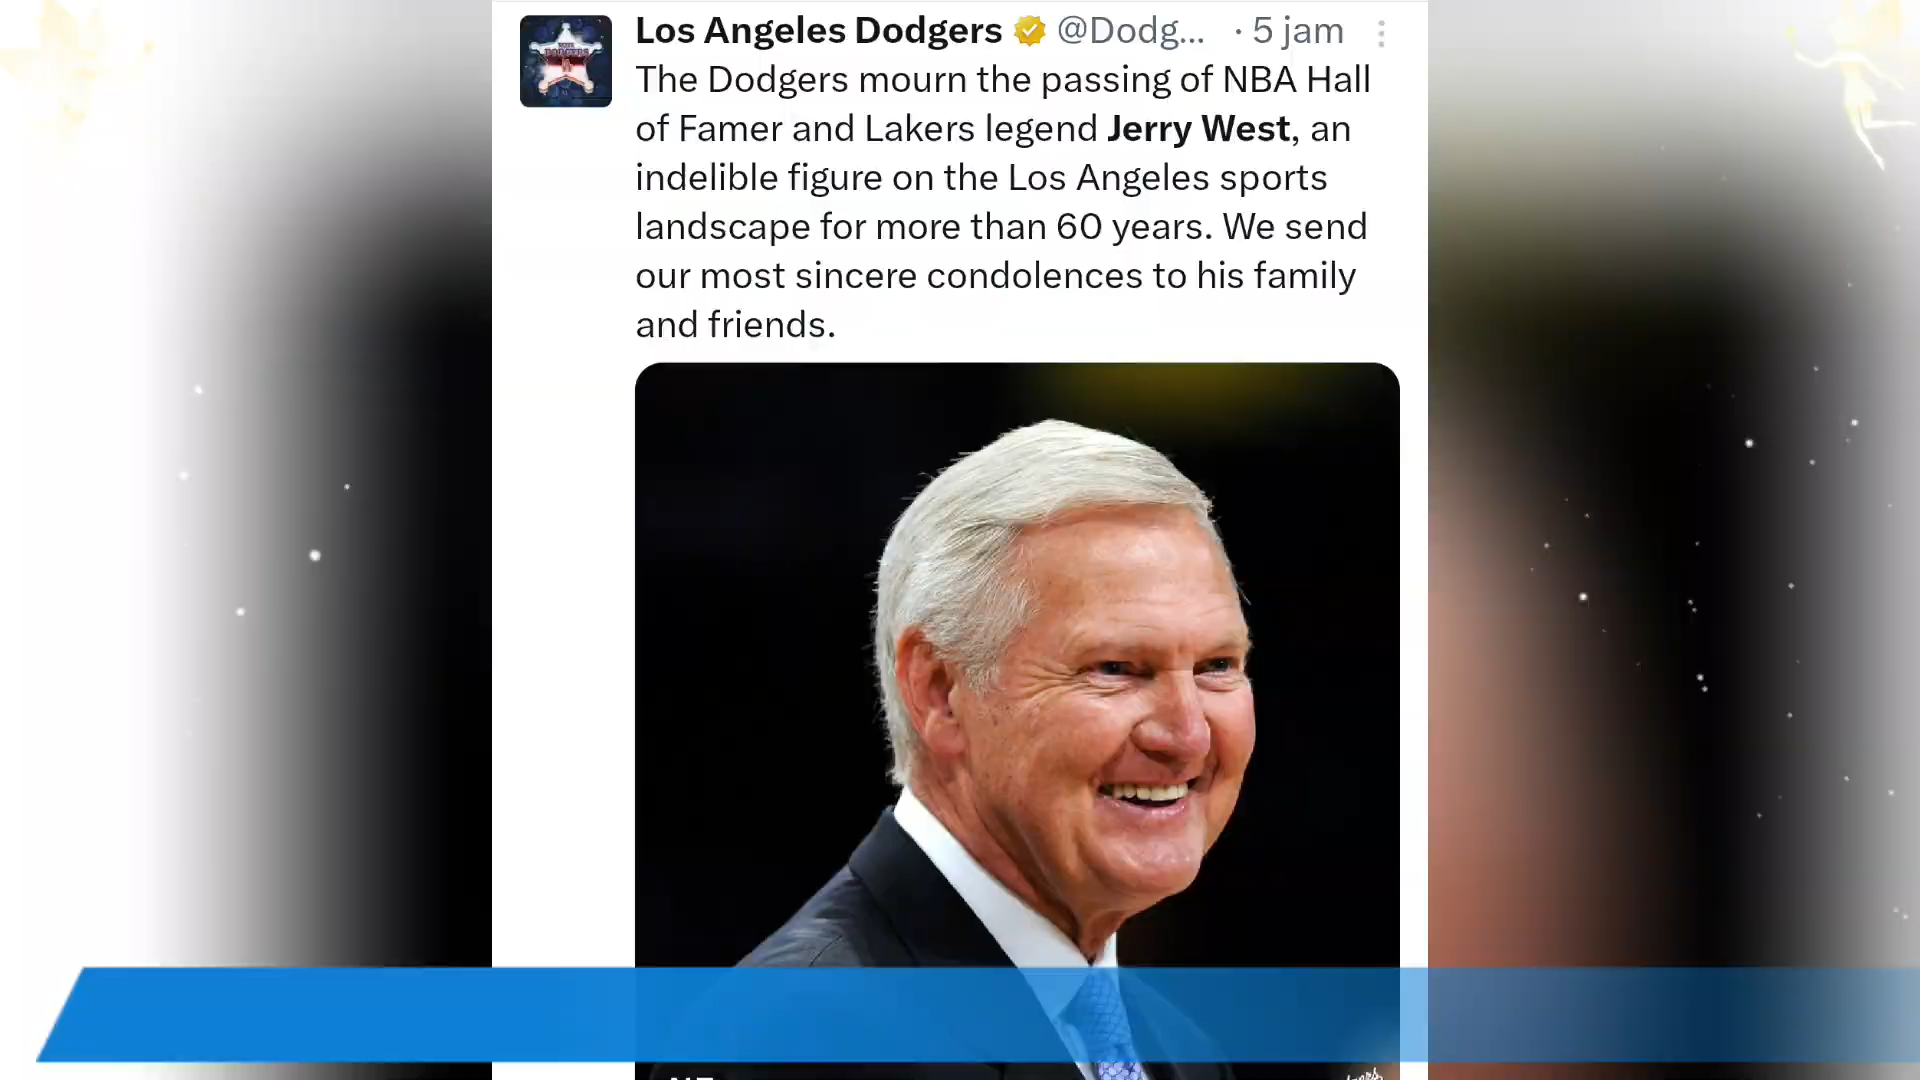 Los Angeles Dodgers @Dodg... · 5 jam
The Dodgers mourn the passing of NBA Hall
of Famer and Lakers legend Jerry West, an
indelible figure on the Los Angeles sports
landscape for more than 60 years. We send
our most sincere condolences to his family
and friends.